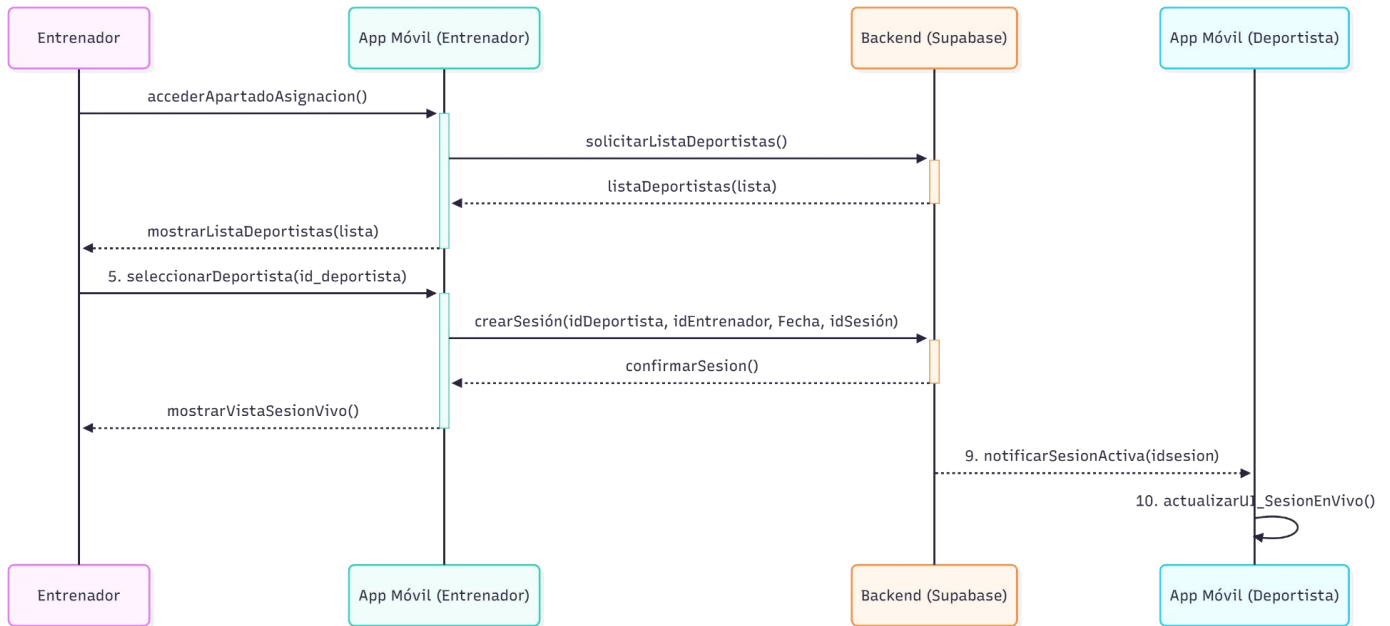 Entrenador
App Móvil (Entrenador)
Backend (Supabase)
App Móvil (Deportista)
accederApartadoAsignacion()
solicitarListaDeportistas()
listaDeportistas(lista)
mostrarListaDeportistas(lista)
5. seleccionarDeportista(id_deportista)
crearSesión(idDeportista, idEntrenador, Fecha, idSesión)
confirmarSesion()
mostrarVistaSesionVivo()
9. notificarSesionActiva(idsesion)
10. actualizarUI_SesionEnVivo()
Entrenador
App Móvil (Entrenador)
Backend (Supabase)
App Móvil (Deportista)